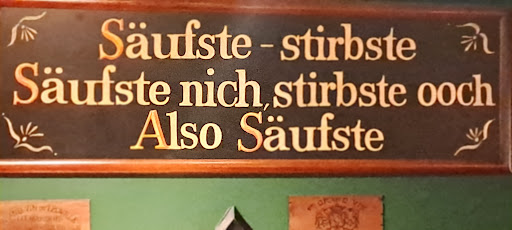 Säufste - stirbste
Säufste nich, stirbste ooch
Also Säufste